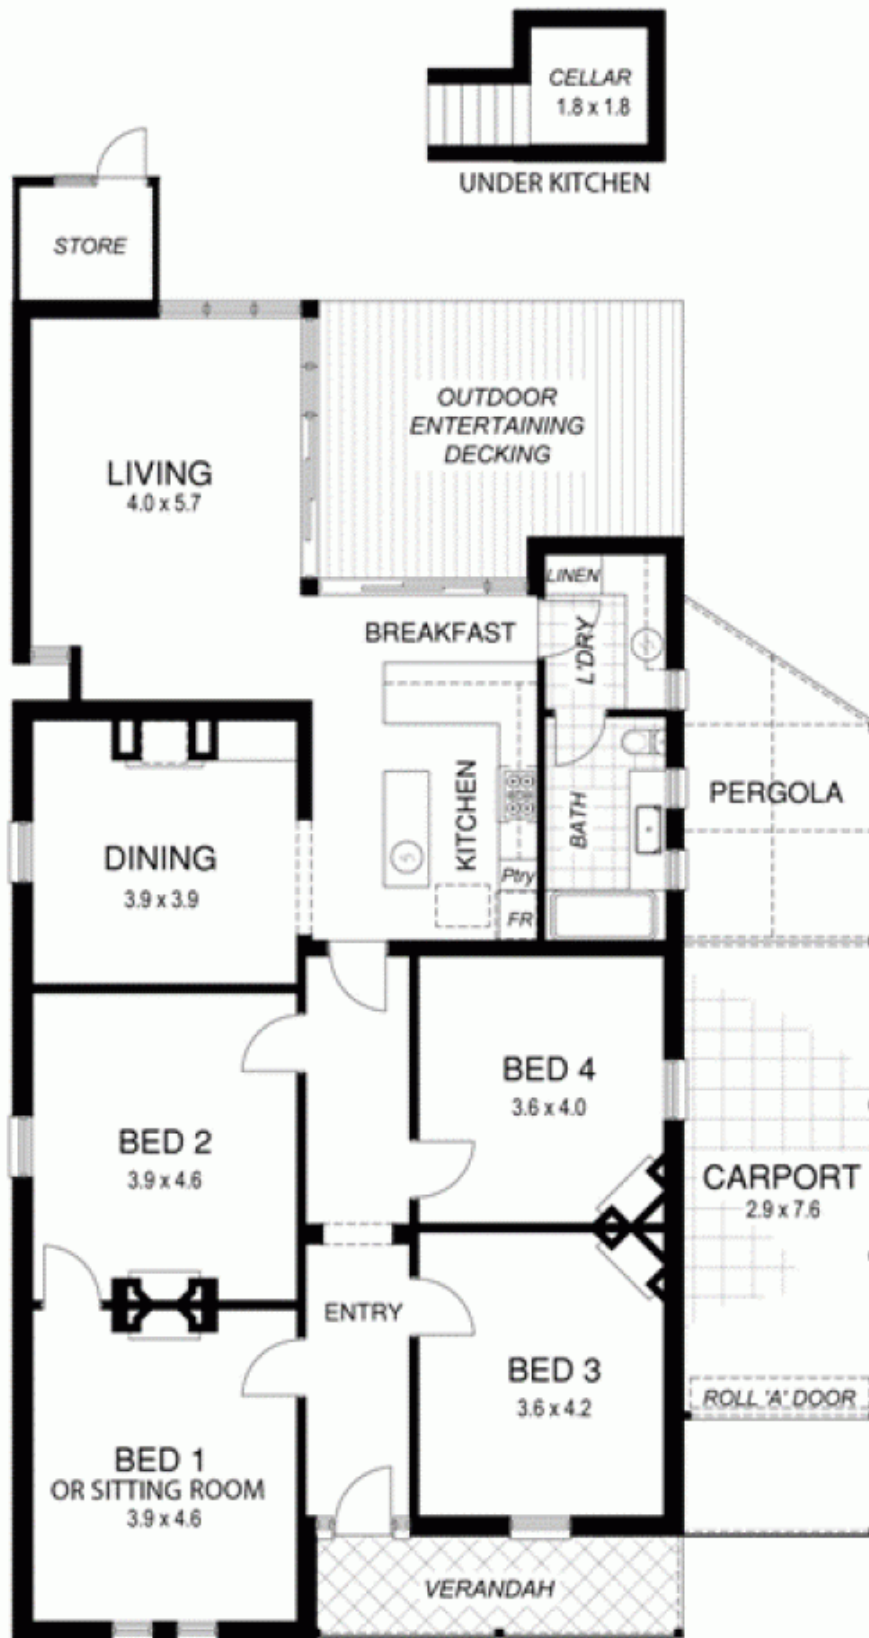 CELLAR
1.8 x 1.8
UNDER KITCHEN
STORE
OUTDOOR
ENTERTAINING
DECKING
LIVING
4.0 x 5.7
LINEN
BREAKFAST
L'DRY
PERGOLA
KITCHEN
BATH
DINING
3.9 x 3.9
Ptry
FR
BED 4
3.6 x 4.0
BED 2
3.9 x 4.6
CARPORT
2.9 x 7.6
ENTRY
BED 3
3.6 x 4.2
ROLL 'A' DOOR
BED 1
OR SITTING ROOM
3.9 x 4.6
VERANDAH